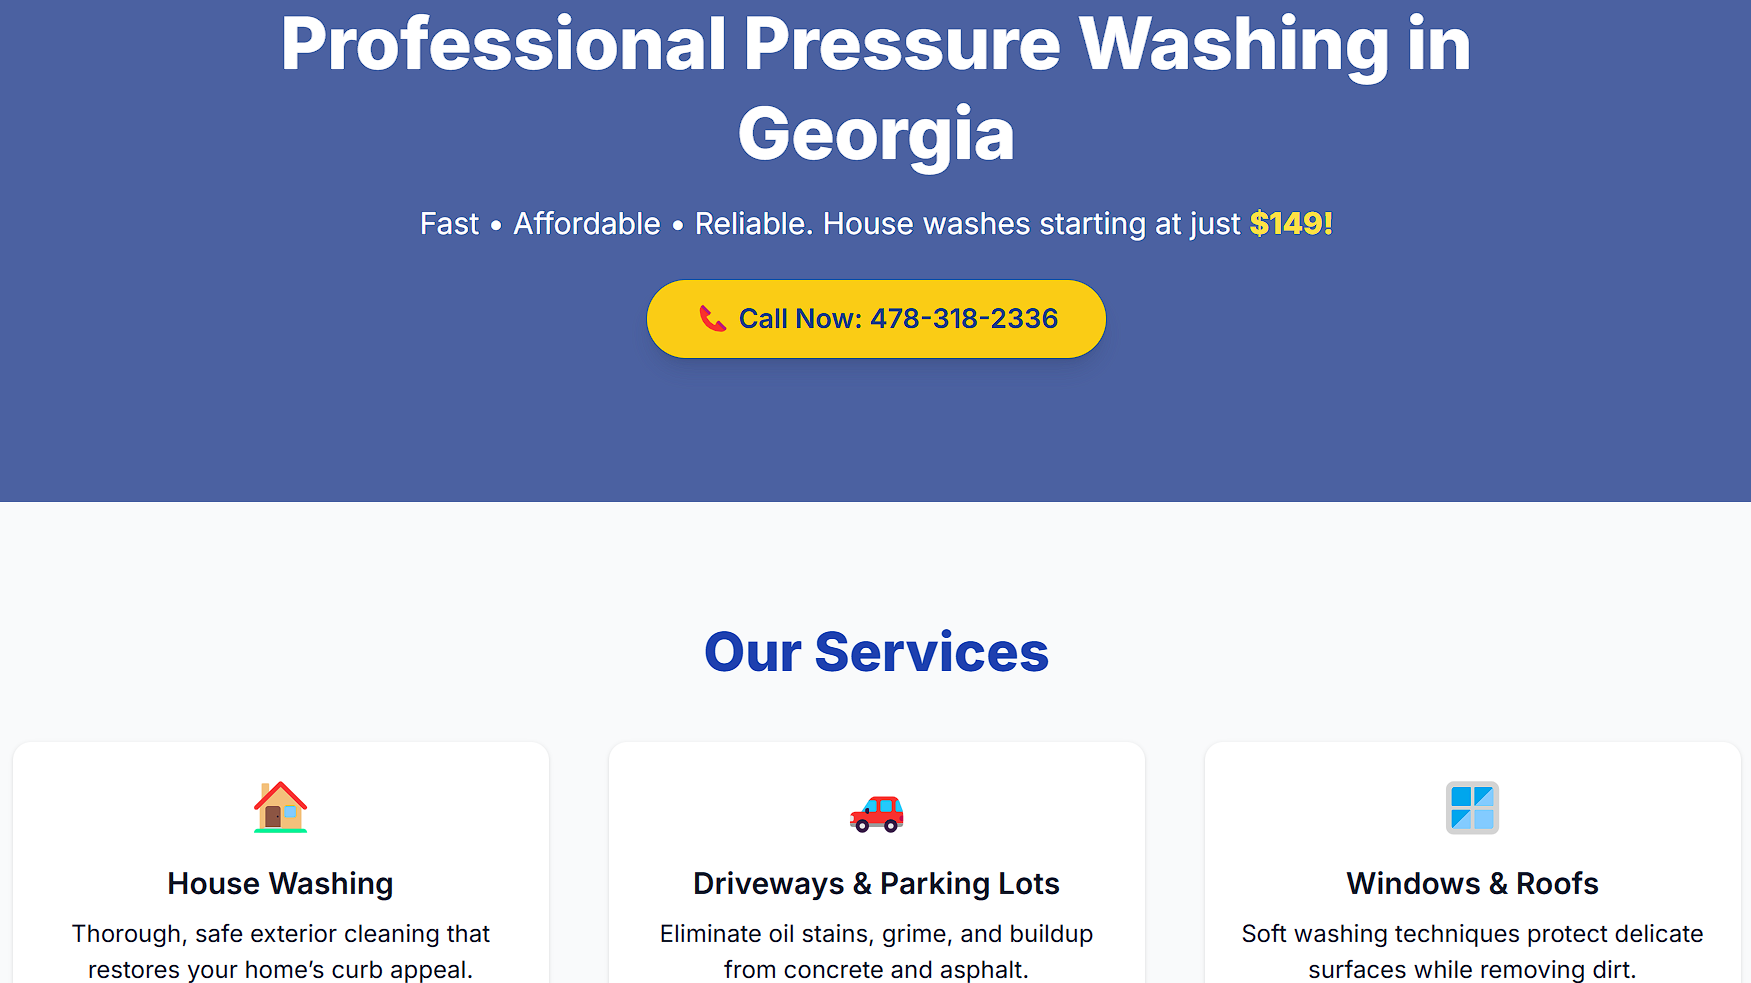 Professional Pressure Washing in
Georgia
Fast • Affordable • Reliable. House washes starting at just $149!
Call Now: 478-318-2336
Our Services
House Washing
Thorough, safe exterior cleaning that
restores your home’s curb appeal.
Driveways & Parking Lots
Eliminate oil stains, grime, and buildup
from concrete and asphalt.
Windows & Roofs
Soft washing techniques protect delicate
surfaces while removing dirt.